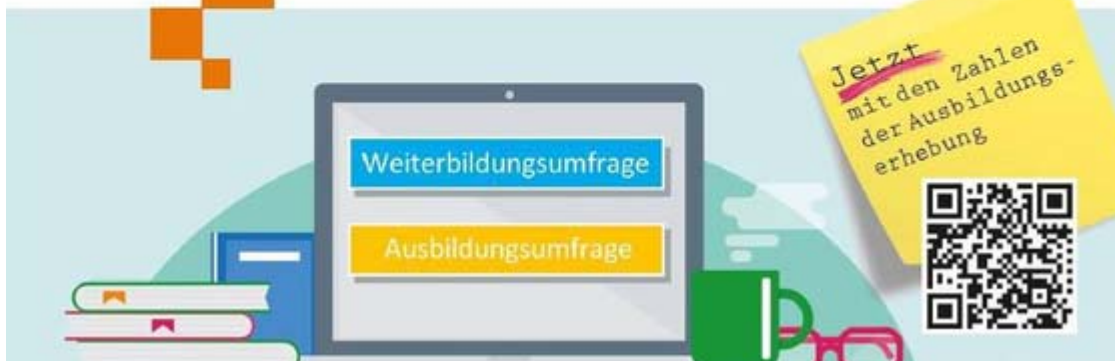 Jetzt
mit den Zahlen
der Ausbildungs-
erhebung
Weiterbildungsumfrage
Ausbildungsumfrage